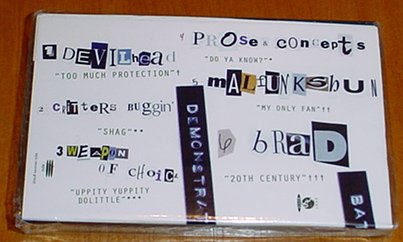 1 DEVILhead
"TOO MUCH PROTECTION"†
2 cRitters BUggin'
"SHAG"**
3 WEAPON
OF CHOiCe
"UPPITY YUPPITY
DOLITTLE"***
4 PROSE & concepts
"DO YA KNOW?"*
5 maLfUNKshUN
"MY ONLY FAN"††
6 bRaD
"20TH CENTURY"†††
DEMONSTRA
BAT